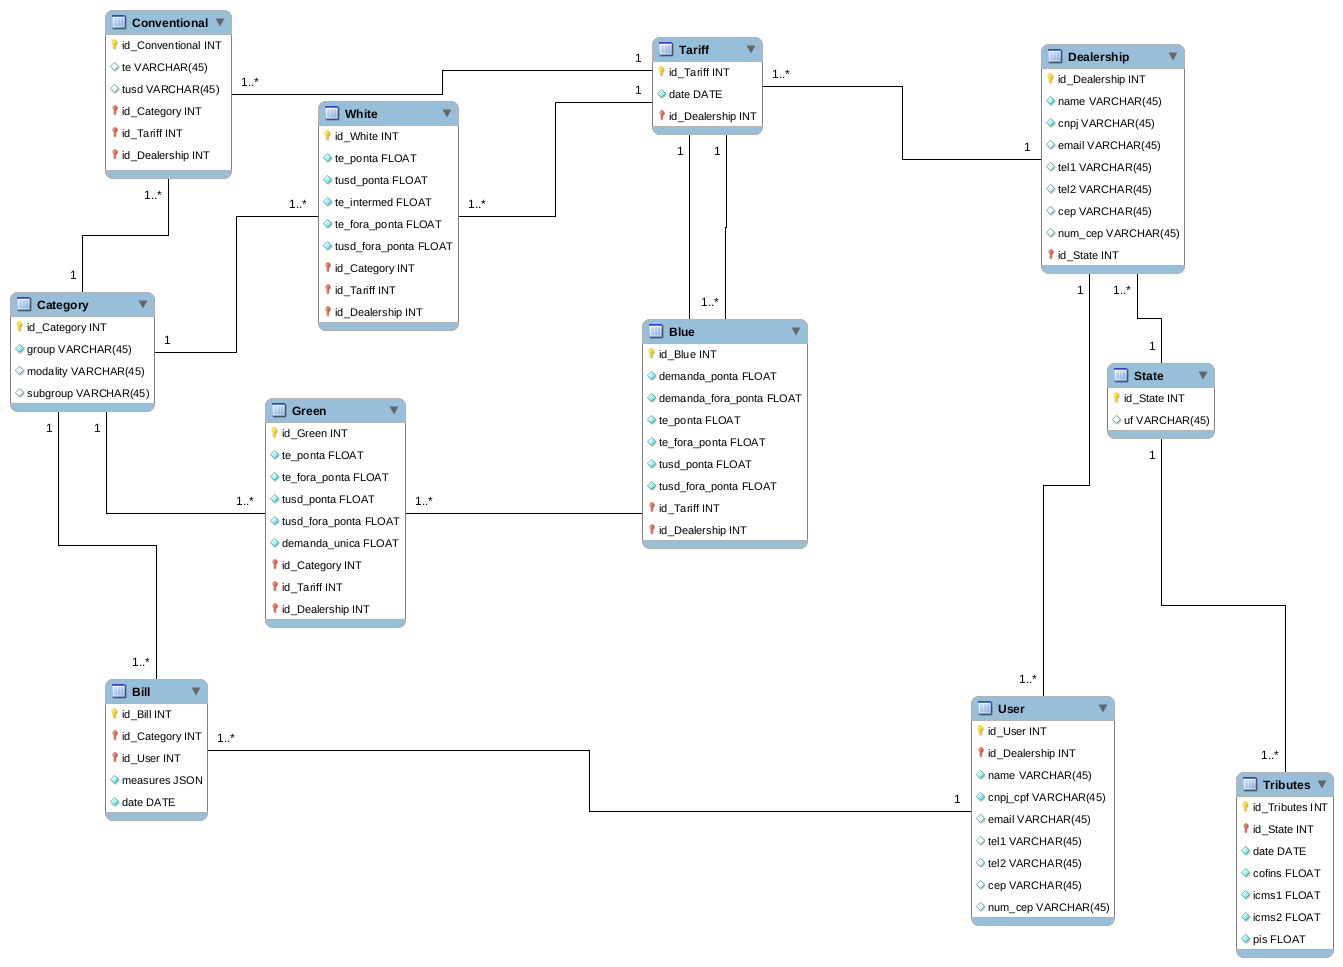 Conventional
id_Conventional INT
te VARCHAR(45)
tusd VARCHAR(45)
id_Category INT
id_Tariff INT
id_Dealership INT
1..*
1..*
1
White
id_White INT
te_ponta FLOAT
tusd_ponta FLOAT
te_intermed FLOAT
te_fora_ponta FLOAT
tusd_fora_ponta FLOAT
id_Category INT
id_Tariff INT
id_Dealership INT
1..*
1..*
1
1
Tariff
id_Tariff INT
date DATE
id_Dealership INT
1..*
1
1
1
Dealership
id_Dealership INT
name VARCHAR(45)
cnpj VARCHAR(45)
email VARCHAR(45)
tel1 VARCHAR(45)
tel2 VARCHAR(45)
cep VARCHAR(45)
num_cep VARCHAR(45)
id_State INT
1
1..*
1
Category
id_Category INT
group VARCHAR(45)
modality VARCHAR(45)
subgroup VARCHAR(45)
1
1
1
1..*
Blue
id_Blue INT
demanda_ponta FLOAT
demanda_fora_ponta FLOAT
te_ponta FLOAT
te_fora_ponta FLOAT
tusd_ponta FLOAT
tusd_fora_ponta FLOAT
id_Tariff INT
id_Dealership INT
State
id_State INT
uf VARCHAR(45)
1
Green
id_Green INT
te_ponta FLOAT
te_fora_ponta FLOAT
tusd_ponta FLOAT
tusd_fora_ponta FLOAT
demanda_unica FLOAT
id_Category INT
id_Tariff INT
id_Dealership INT
1..*
1..*
1..*
Bill
id_Bill INT
id_Category INT
id_User INT
measures JSON
date DATE
1..*
1
1..*
User
id_User INT
id_Dealership INT
name VARCHAR(45)
cnpj_cpf VARCHAR(45)
email VARCHAR(45)
tel1 VARCHAR(45)
tel2 VARCHAR(45)
cep VARCHAR(45)
num_cep VARCHAR(45)
1..*
Tributes
id_Tributes INT
id_State INT
date DATE
cofins FLOAT
icms1 FLOAT
icms2 FLOAT
pis FLOAT